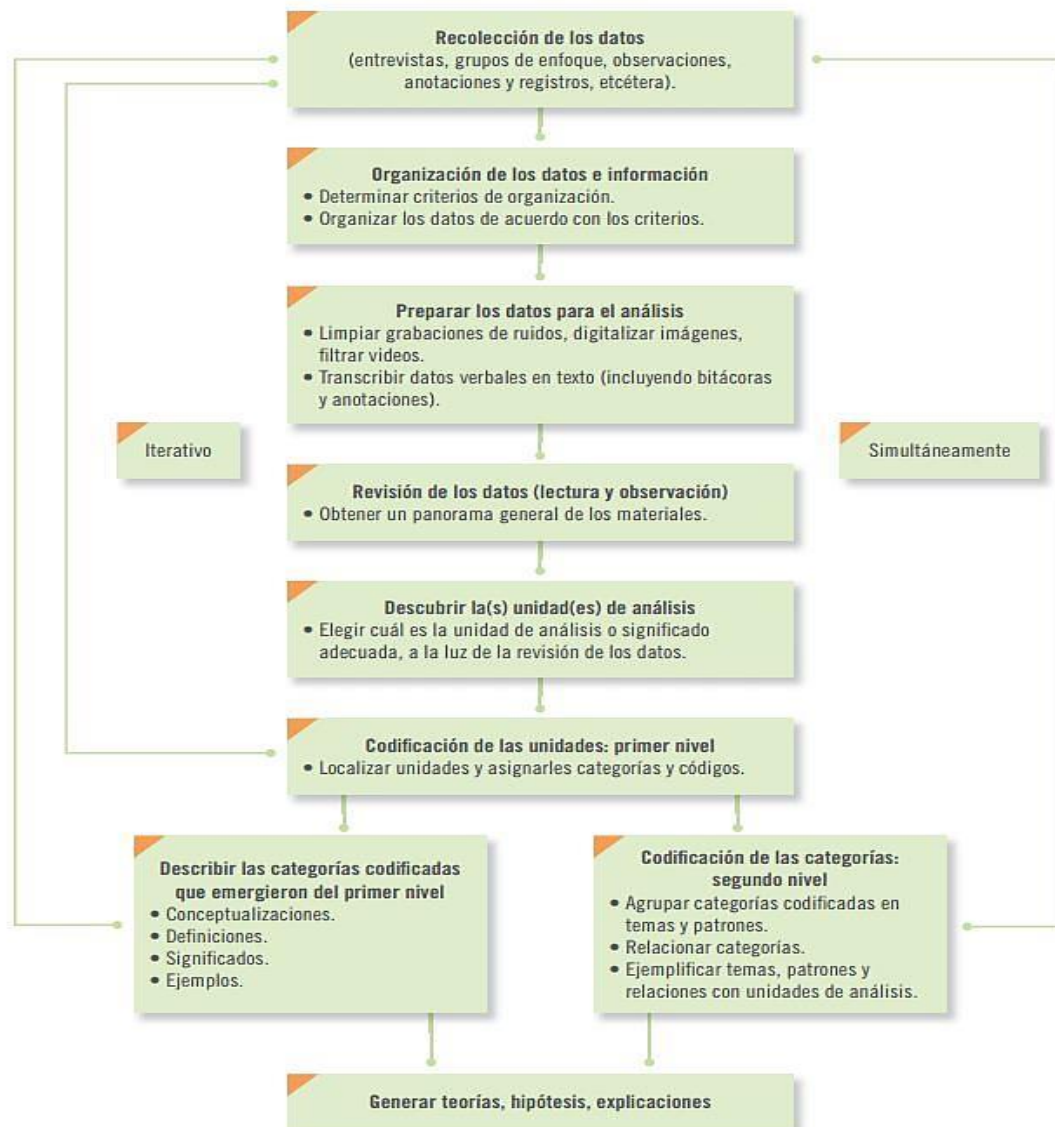 Recolección de los datos
(entrevistas, grupos de enfoque, observaciones,
anotaciones y registros, etcétera).
Organización de los datos e información
• Determinar criterios de organización.
• Organizar los datos de acuerdo con los criterios.
Preparar los datos para el análisis
• Limpiar grabaciones de ruidos, digitalizar imágenes,
filtrar videos.
• Transcribir datos verbales en texto (incluyendo bitácoras
y anotaciones).
Iterativo
Simultáneamente
Revisión de los datos (lectura y observación)
• Obtener un panorama general de los materiales.
Descubrir la(s) unidad(es) de análisis
• Elegir cuál es la unidad de análisis o significado
adecuada, a la luz de la revisión de los datos.
Codificación de las unidades: primer nivel
• Localizar unidades y asignarles categorías y códigos.
Describir las categorías codificadas
que emergieron del primer nivel
• Conceptualizaciones.
• Definiciones.
• Significados.
• Ejemplos.
Codificación de las categorías:
segundo nivel
• Agrupar categorías codificadas en
temas y patrones.
• Relacionar categorías.
• Ejemplificar temas, patrones y
relaciones con unidades de análisis.
Generar teorías, hipótesis, explicaciones